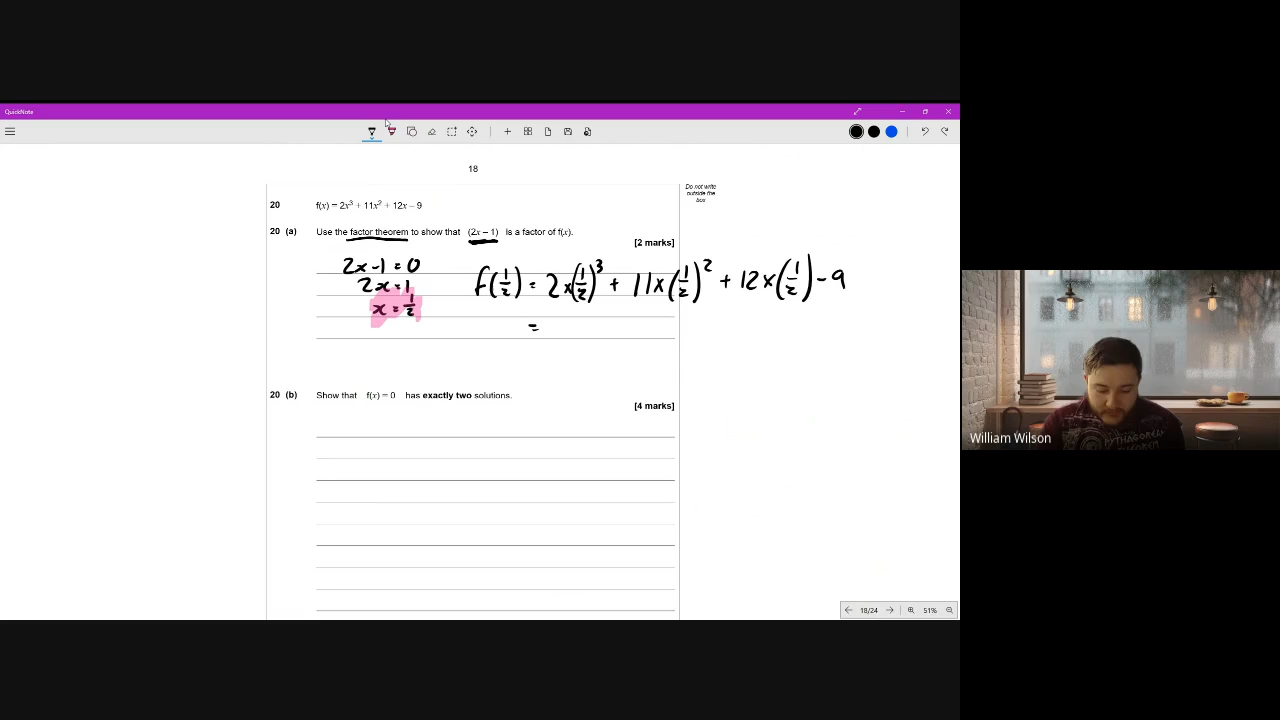 QuickNote
18
Do not write
outside the
box
20 f(x) = 2x³ + 11x² + 12x – 9
20 (a) Use the factor theorem to show that (2x – 1) is a factor of f(x).
[2 marks]
2x-1=0
2x=1
x=1/2
f(1/2) = 2×(1/2)³ + 11×(1/2)² + 12×(1/2) - 9
=
20 (b) Show that f(x) = 0 has exactly two solutions.
[4 marks]
18/24 51%
William Wilson
PYTHAGOREAN
THEOREM